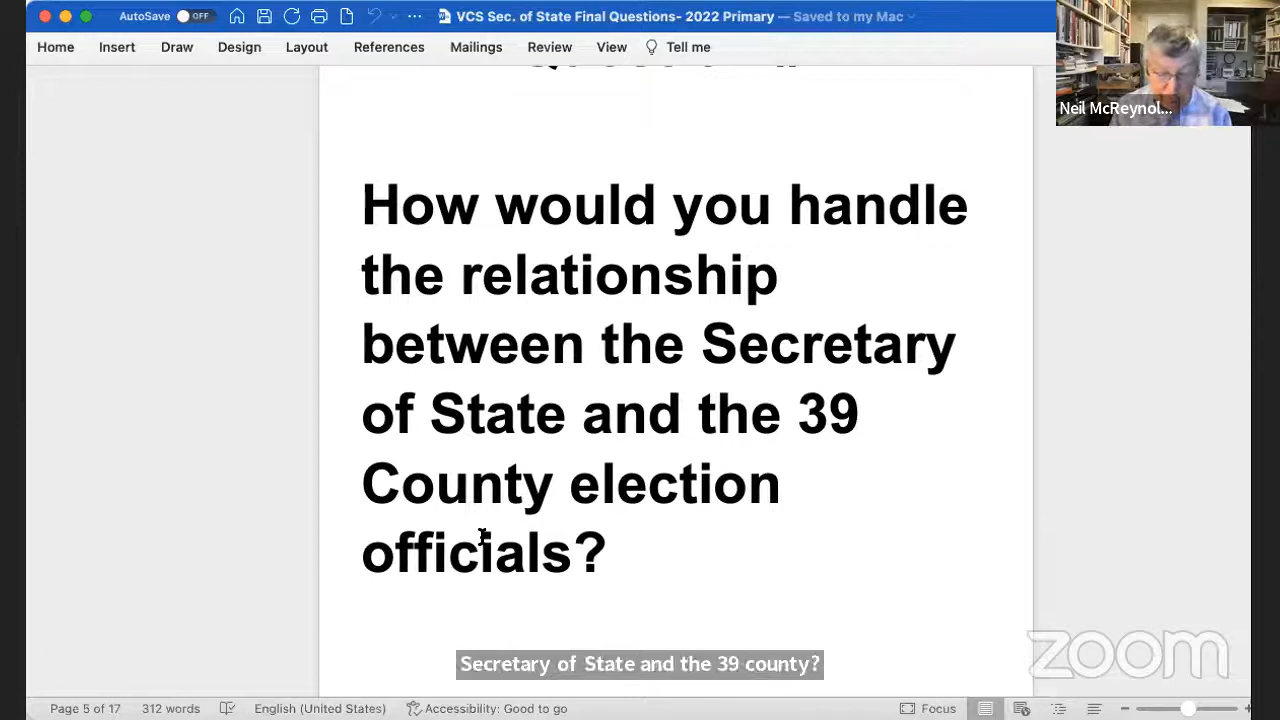 AutoSave OFF ... VCS Sec. of State Final Questions- 2022 Primary — Saved to my Mac
Home Insert Draw Design Layout References Mailings Review View Tell me
Neil McReynol...
How would you handle
the relationship
between the Secretary
of State and the 39
County election
officials?
Secretary of State and the 39 county?
zoom
Page 5 of 17 312 words English (United States) Accessibility: Good to go Focus